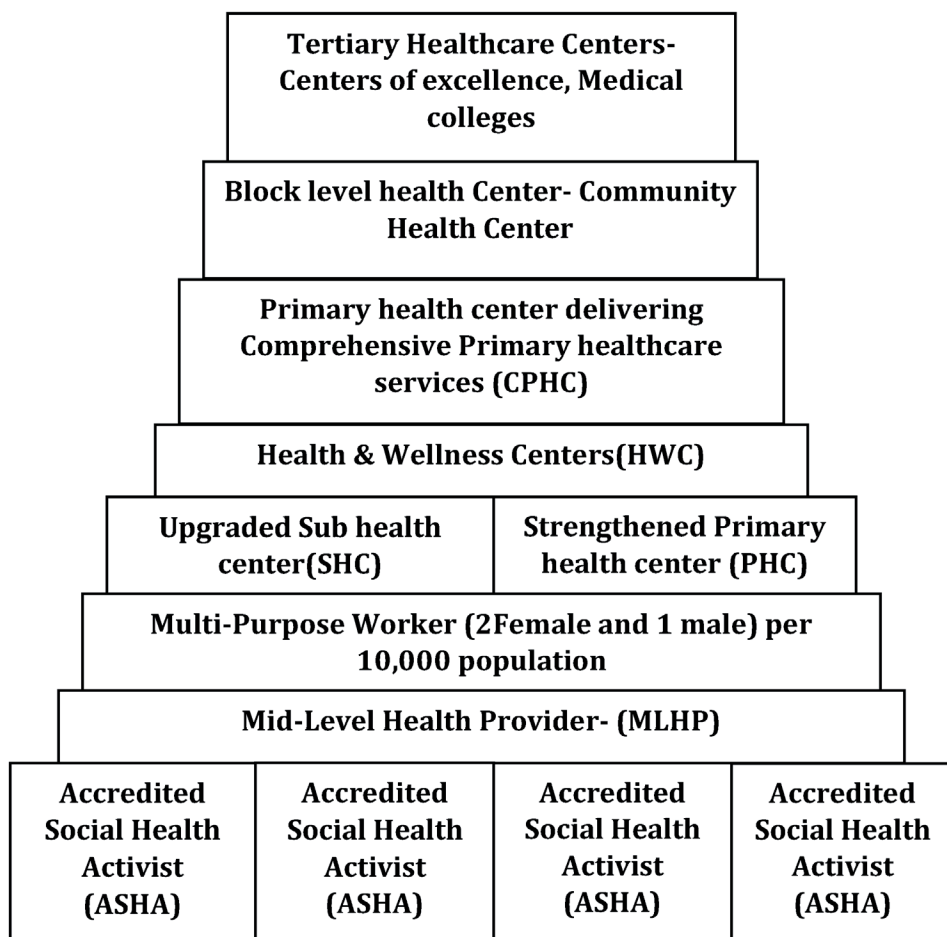 Tertiary Healthcare Centers-
Centers of excellence, Medical
colleges
Block level health Center- Community
Health Center
Primary health center delivering
Comprehensive Primary healthcare
services (CPHC)
Health & Wellness Centers(HWC)
Upgraded Sub health
center(SHC)
Strengthened Primary
health center (PHC)
Multi-Purpose Worker (2Female and 1 male) per
10,000 population
Mid-Level Health Provider- (MLHP)
Accredited
Social Health
Activist
(ASHA)
Accredited
Social Health
Activist
(ASHA)
Accredited
Social Health
Activist
(ASHA)
Accredited
Social Health
Activist
(ASHA)